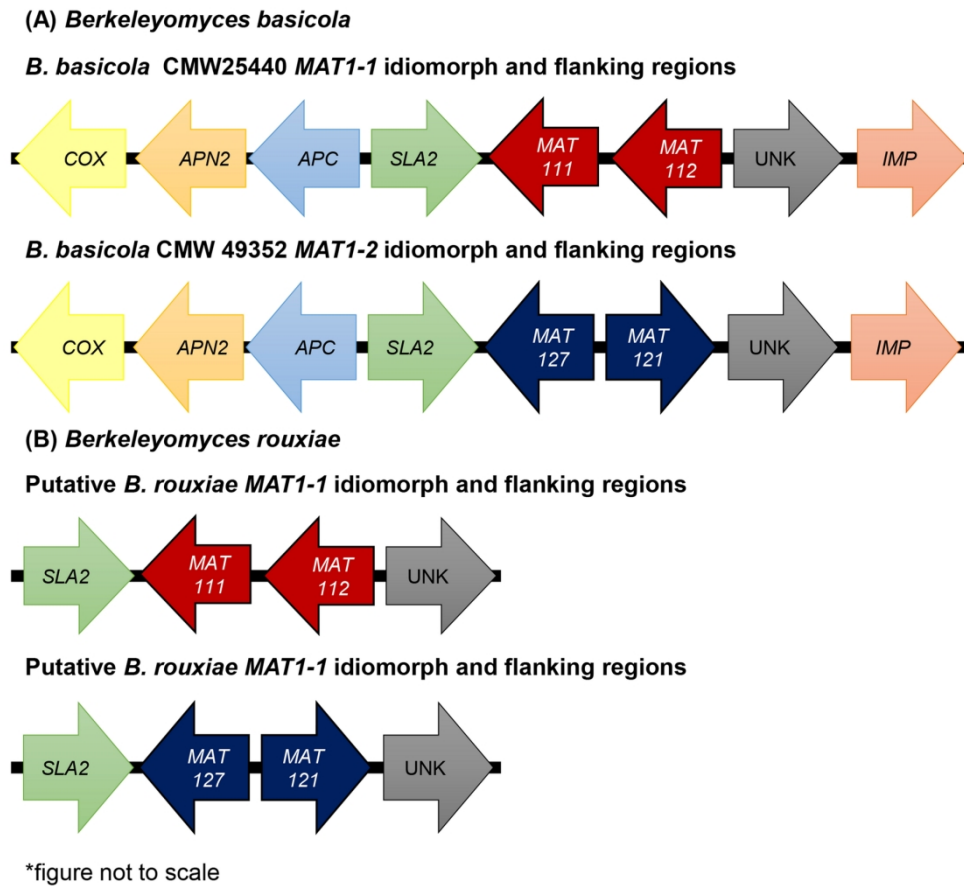 (A) Berkeleyomyces basicola
B. basicola CMW25440 MAT1-1 idiomorph and flanking regions
COX APN2 APC SLA2 MAT 111 MAT 112 UNK IMP
B. basicola CMW 49352 MAT1-2 idiomorph and flanking regions
COX APN2 APC SLA2 MAT 127 MAT 121 UNK IMP
(B) Berkeleyomyces rouxiae
Putative B. rouxiae MAT1-1 idiomorph and flanking regions
SLA2 MAT 111 MAT 112 UNK
Putative B. rouxiae MAT1-1 idiomorph and flanking regions
SLA2 MAT 127 MAT 121 UNK
*figure not to scale